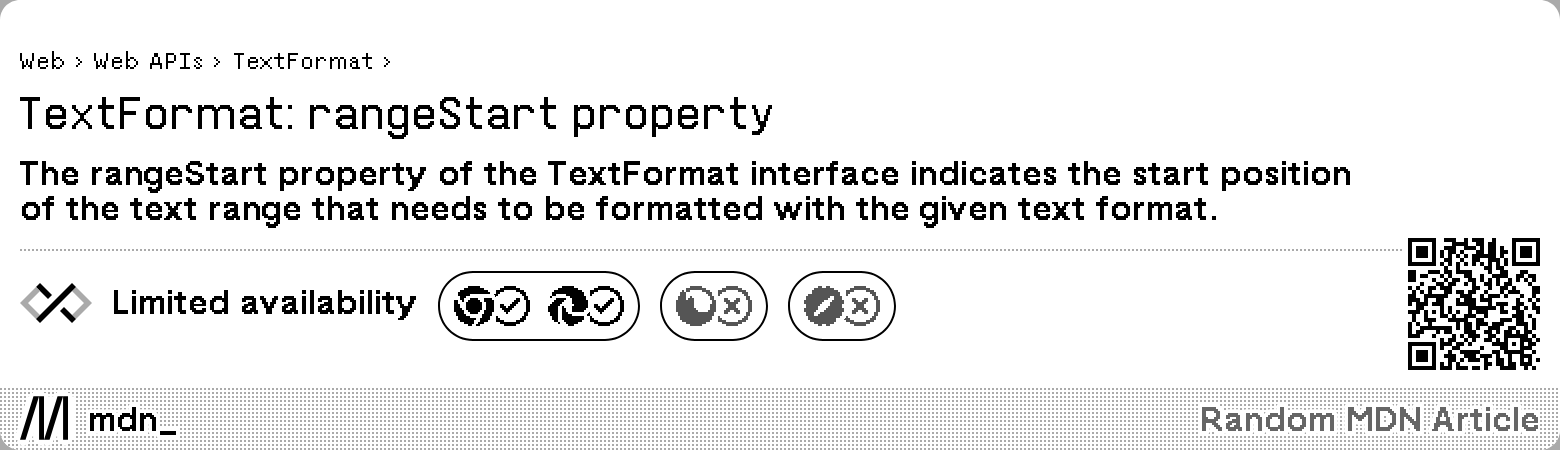 Web › Web APIs › TextFormat ›
TextFormat: rangeStart property
The rangeStart property of the TextFormat interface indicates the start position
of the text range that needs to be formatted with the given text format.
Limited availability
mdn_
Random MDN Article